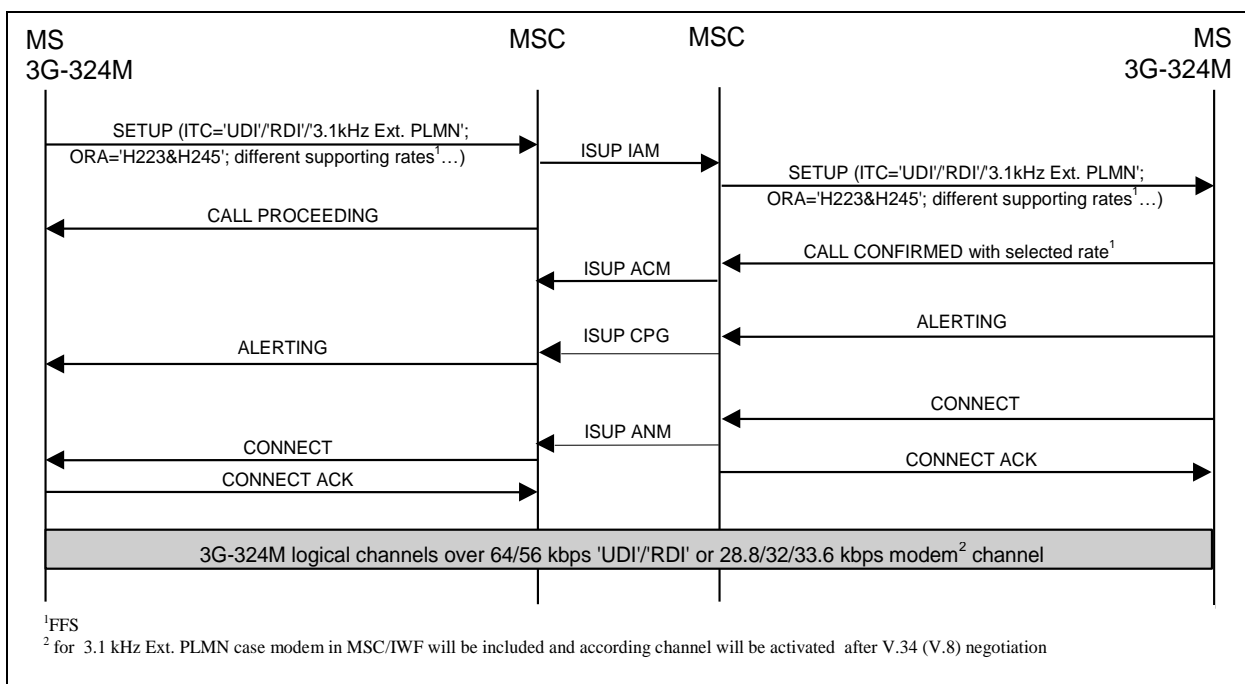 MS
3G-324M
MSC
MSC
MS
3G-324M
SETUP (ITC='UDI'/'RDI'/'3.1kHz Ext. PLMN';
ORA='H223&H245'; different supporting rates¹…)
ISUP IAM
SETUP (ITC='UDI'/'RDI'/'3.1kHz Ext. PLMN';
ORA='H223&H245'; different supporting rates¹…)
CALL PROCEEDING
CALL CONFIRMED with selected rate¹
ISUP ACM
ALERTING
ISUP CPG
ALERTING
CONNECT
ISUP ANM
CONNECT
CONNECT ACK
CONNECT ACK
3G-324M logical channels over 64/56 kbps 'UDI'/'RDI' or 28.8/32/33.6 kbps modem² channel
¹FFS
² for 3.1 kHz Ext. PLMN case modem in MSC/IWF will be included and according channel will be activated after V.34 (V.8) negotiation